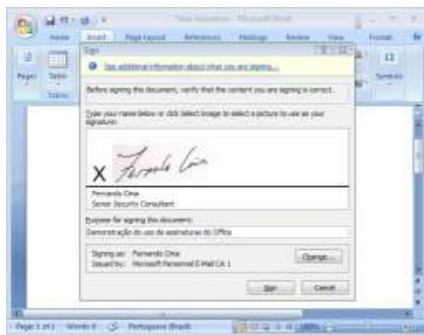 Home Insert Page Layout References Mailings Review View Format
Sign
See additional information about what you are signing...
Before signing this document, verify that the content you are signing is correct.
Type your name below or click Select Image to select a picture to use as your
signature:
X Fernando Cima
Fernando Cima
Senior Security Consultant
Purpose for signing this document:
Demonstração do uso de assinaturas do Office
Signing as: Fernando Cima
Change...
Issued by: Microsoft Personnel E-Mail CA 1
Sign Cancel
Pages Table Symbols
Tables
Page: 1 of 1 Words: 0 Portuguese (Brazil) 100%